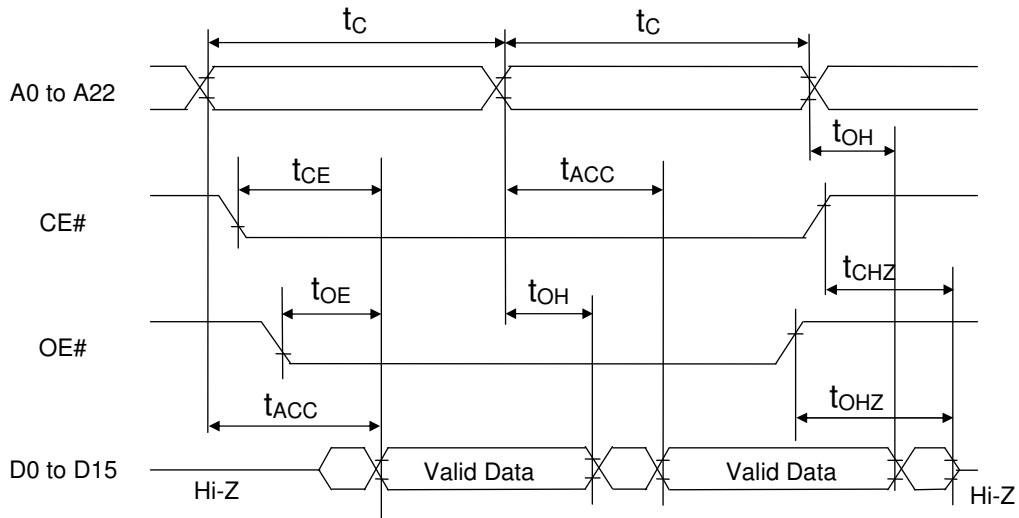 tC tC
A0 to A22
tOH
tCE tACC
CE#
tCHZ
tOE tOH
OE#
tACC tOHZ
D0 to D15 Valid Data Valid Data
Hi-Z Hi-Z